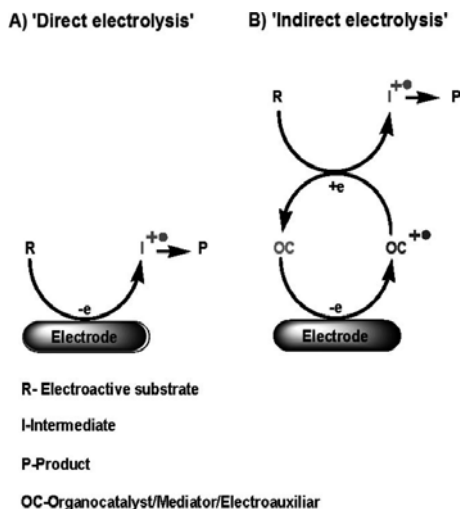 A) 'Direct electrolysis'
B) 'Indirect electrolysis'
R
I+●
P
+e
OC
OC+●
-e
Electrode
R
I+●
P
-e
Electrode
R- Electroactive substrate
I-Intermediate
P-Product
OC-Organocatalyst/Mediator/Electroauxiliar